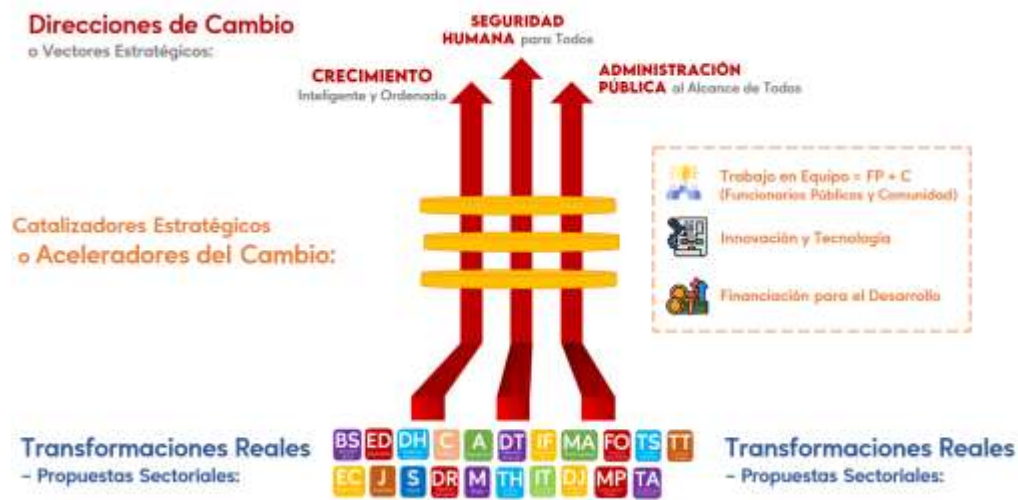 Direcciones de Cambio
o Vectores Estratégicos:
SEGURIDAD
HUMANA para Todos
CRECIMIENTO
Inteligente y Ordenado
ADMINISTRACIÓN
PÚBLICA al Alcance de Todos
Catalizadores Estratégicos
o Aceleradores del Cambio:
Trabajo en Equipo = FP + C
(Funcionarios Públicos y Comunidad)
Innovación y Tecnología
Financiación para el Desarrollo
Transformaciones Reales
– Propuestas Sectoriales:
BS ED DH C A DT IF MA FO TS TT
EC J S DR M TH IT DJ MP TA
Transformaciones Reales
– Propuestas Sectoriales: